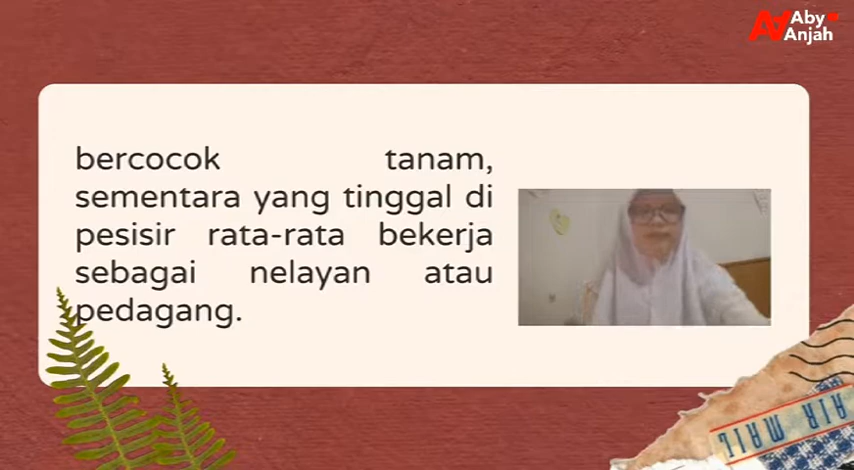 Aby
Anjah
bercocok tanam,
sementara yang tinggal di
pesisir rata-rata bekerja
sebagai nelayan atau
pedagang.
AIR MAIL